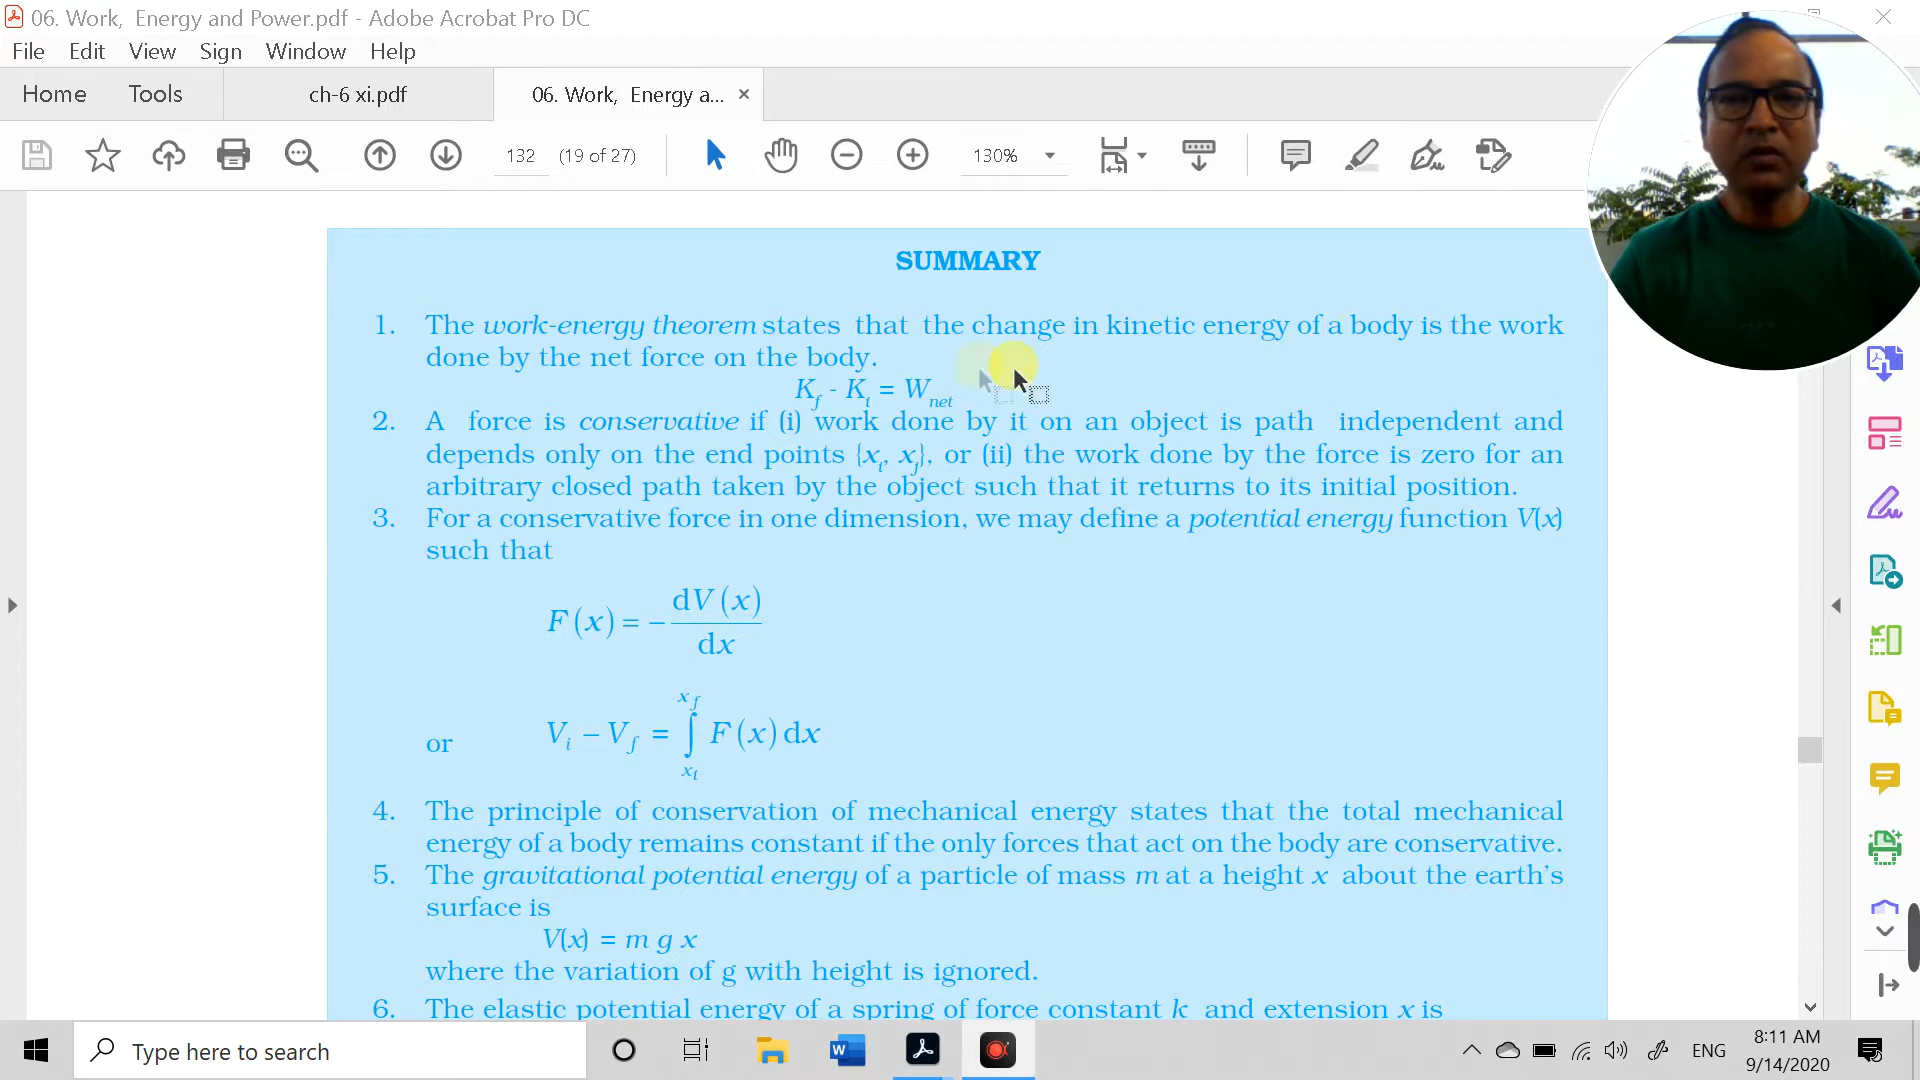 06. Work, Energy and Power.pdf - Adobe Acrobat Pro DC
File Edit View Sign Window Help
Home Tools ch-6 xi.pdf 06. Work, Energy a... ×
132 (19 of 27) 130%
SUMMARY
1. The work-energy theorem states that the change in kinetic energy of a body is the work
done by the net force on the body.
K_f - K_i = W_net
2. A force is conservative if (i) work done by it on an object is path independent and
depends only on the end points {x_i, x_j}, or (ii) the work done by the force is zero for an
arbitrary closed path taken by the object such that it returns to its initial position.
3. For a conservative force in one dimension, we may define a potential energy function V(x)
such that
F(x) = - dV(x)/dx
or V_i – V_f = ∫_{x_i}^{x_f} F(x) dx
4. The principle of conservation of mechanical energy states that the total mechanical
energy of a body remains constant if the only forces that act on the body are conservative.
5. The gravitational potential energy of a particle of mass m at a height x about the earth's
surface is
V(x) = m g x
where the variation of g with height is ignored.
6. The elastic potential energy of a spring of force constant k and extension x is
Type here to search
ENG
8:11 AM
9/14/2020